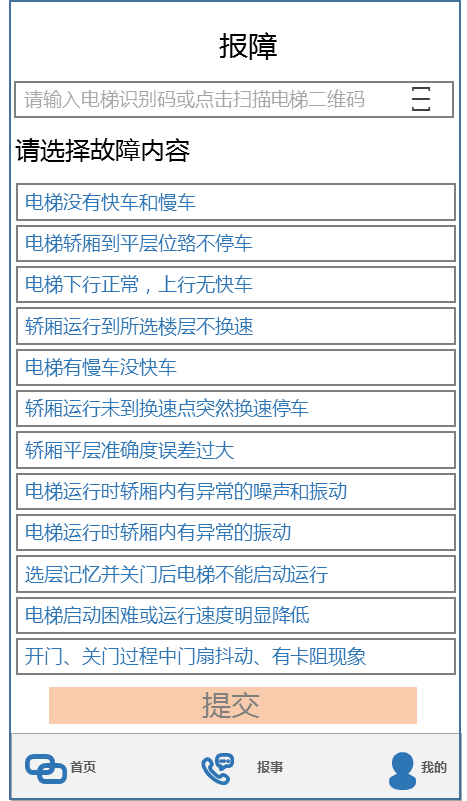 报障
请输入电梯识别码或点击扫描电梯二维码
请选择故障内容
电梯没有快车和慢车
电梯轿厢到平层位臵不停车
电梯下行正常，上行无快车
轿厢运行到所选楼层不换速
电梯有慢车没快车
轿厢运行未到换速点突然换速停车
轿厢平层准确度误差过大
电梯运行时轿厢内有异常的噪声和振动
电梯运行时轿厢内有异常的振动
选层记忆并关门后电梯不能启动运行
电梯启动困难或运行速度明显降低
开门、关门过程中门扇抖动、有卡阻现象
提交
首页 报事 我的